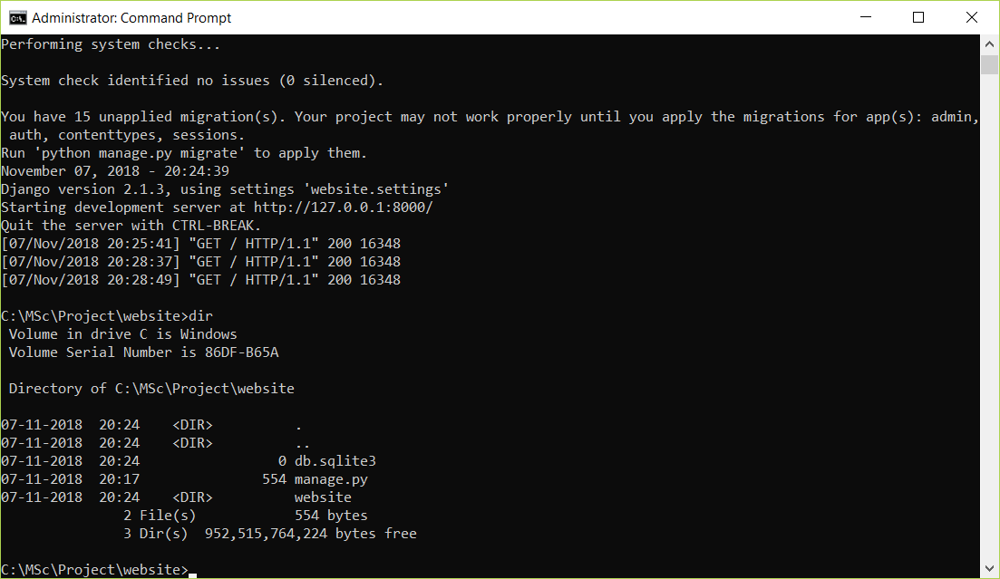 Administrator: Command Prompt
Performing system checks...
System check identified no issues (0 silenced).
You have 15 unapplied migration(s). Your project may not work properly until you apply the migrations for app(s): admin,
 auth, contenttypes, sessions.
Run 'python manage.py migrate' to apply them.
November 07, 2018 - 20:24:39
Django version 2.1.3, using settings 'website.settings'
Starting development server at http://127.0.0.1:8000/
Quit the server with CTRL-BREAK.
[07/Nov/2018 20:25:41] "GET / HTTP/1.1" 200 16348
[07/Nov/2018 20:28:37] "GET / HTTP/1.1" 200 16348
[07/Nov/2018 20:28:49] "GET / HTTP/1.1" 200 16348
C:\MSc\Project\website>dir
 Volume in drive C is Windows
 Volume Serial Number is 86DF-B65A
 Directory of C:\MSc\Project\website
07-11-2018  20:24    <DIR>          .
07-11-2018  20:24    <DIR>          ..
07-11-2018  20:24                 0 db.sqlite3
07-11-2018  20:17               554 manage.py
07-11-2018  20:24    <DIR>          website
               2 File(s)            554 bytes
               3 Dir(s)  952,515,764,224 bytes free
C:\MSc\Project\website>